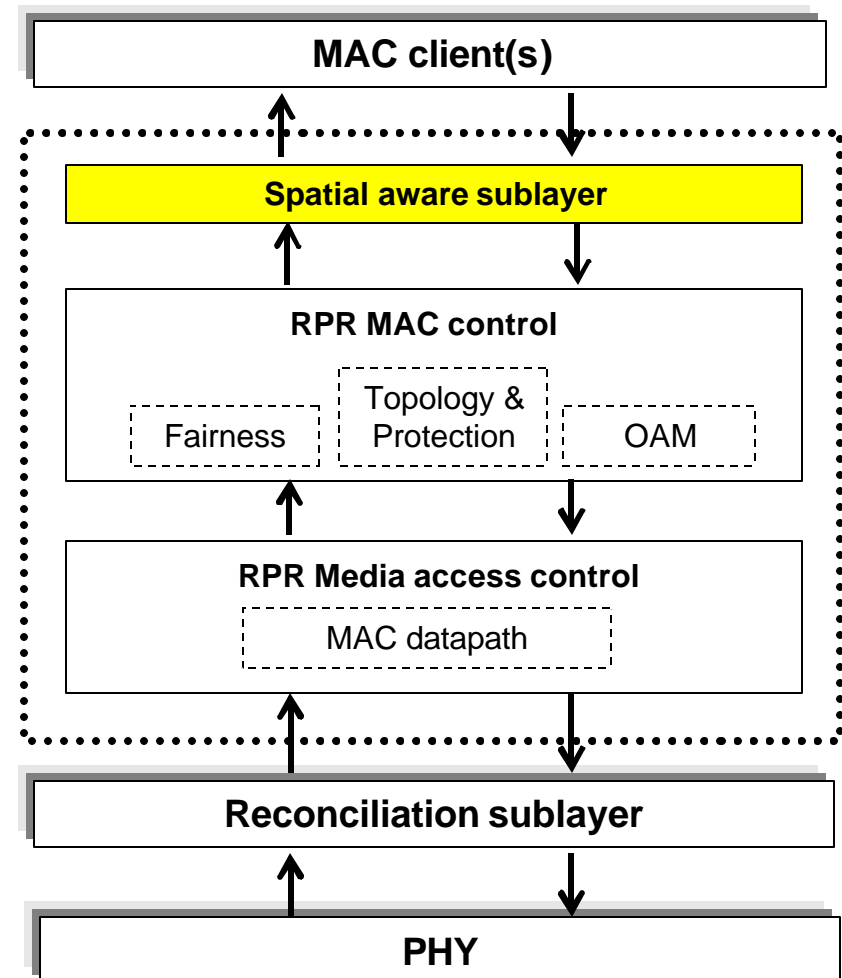 MAC client(s)
Spatial aware sublayer
RPR MAC control
Fairness
Topology &
Protection
OAM
RPR Media access control
MAC datapath
Reconciliation sublayer
PHY